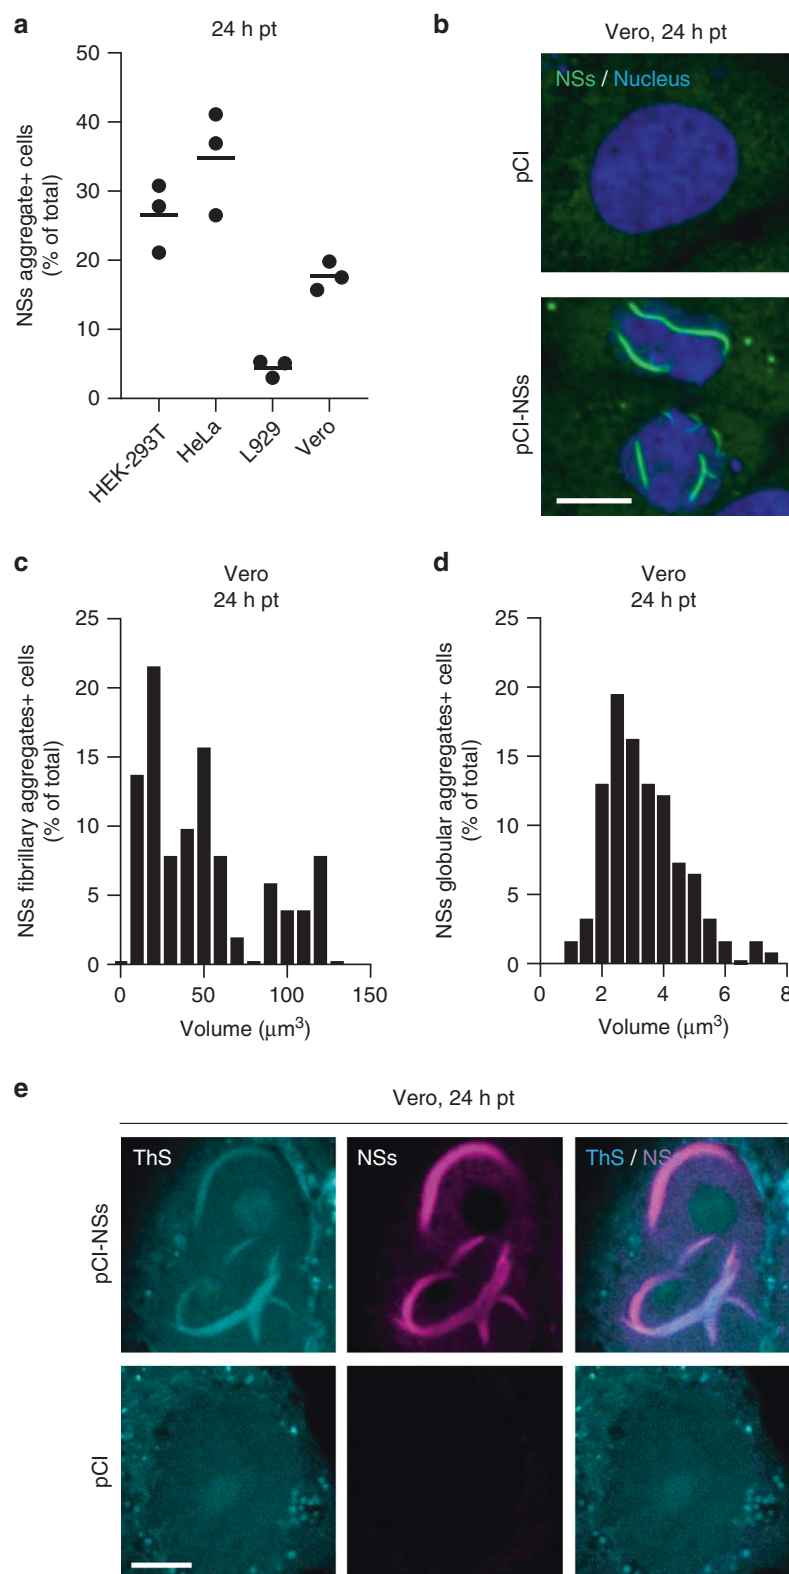 a
24 h pt
NSs aggregate+ cells
(% of total)
50
40
30
20
10
0
HEK-293T
HeLa
L929
Vero
b
Vero, 24 h pt
NSs / Nucleus
pCI
pCI-NSs
c
Vero
24 h pt
NSs fibrillary aggregates+ cells
(% of total)
25
20
15
10
5
0
0 50 100 150
Volume (μm³)
d
Vero
24 h pt
NSs globular aggregates+ cells
(% of total)
25
20
15
10
5
0
0 2 4 6 8
Volume (μm³)
e
Vero, 24 h pt
pCI-NSs
ThS
NSs
ThS / NSs
pCI